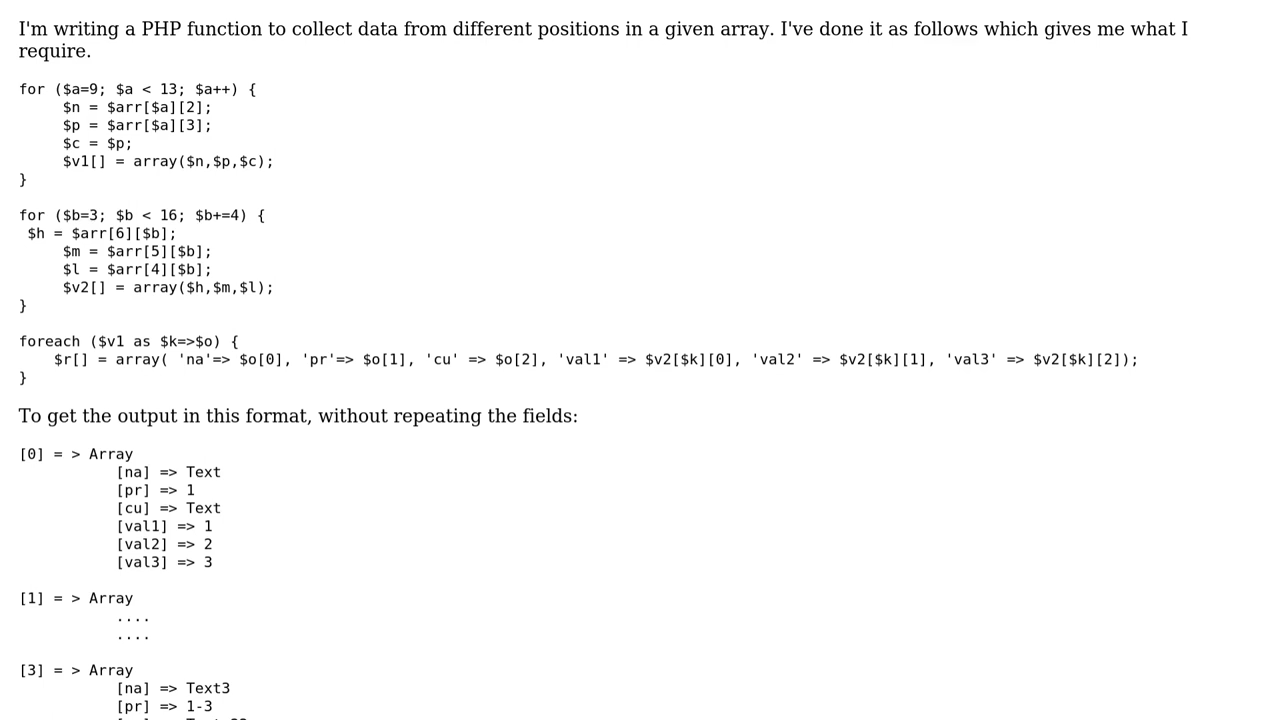 I'm writing a PHP function to collect data from different positions in a given array. I've done it as follows which gives me what I
require.
for ($a=9; $a < 13; $a++) {
     $n = $arr[$a][2];
     $p = $arr[$a][3];
     $c = $p;
     $v1[] = array($n,$p,$c);
}
for ($b=3; $b < 16; $b+=4) {
 $h = $arr[6][$b];
     $m = $arr[5][$b];
     $l = $arr[4][$b];
     $v2[] = array($h,$m,$l);
}
foreach ($v1 as $k=>$o) {
    $r[] = array( 'na'=> $o[0], 'pr'=> $o[1], 'cu' => $o[2], 'val1' => $v2[$k][0], 'val2' => $v2[$k][1], 'val3' => $v2[$k][2]);
}
To get the output in this format, without repeating the fields:
[0] = > Array
           [na] => Text
           [pr] => 1
           [cu] => Text
           [val1] => 1
           [val2] => 2
           [val3] => 3
[1] = > Array
           ....
           ....
[3] = > Array
           [na] => Text3
           [pr] => 1-3